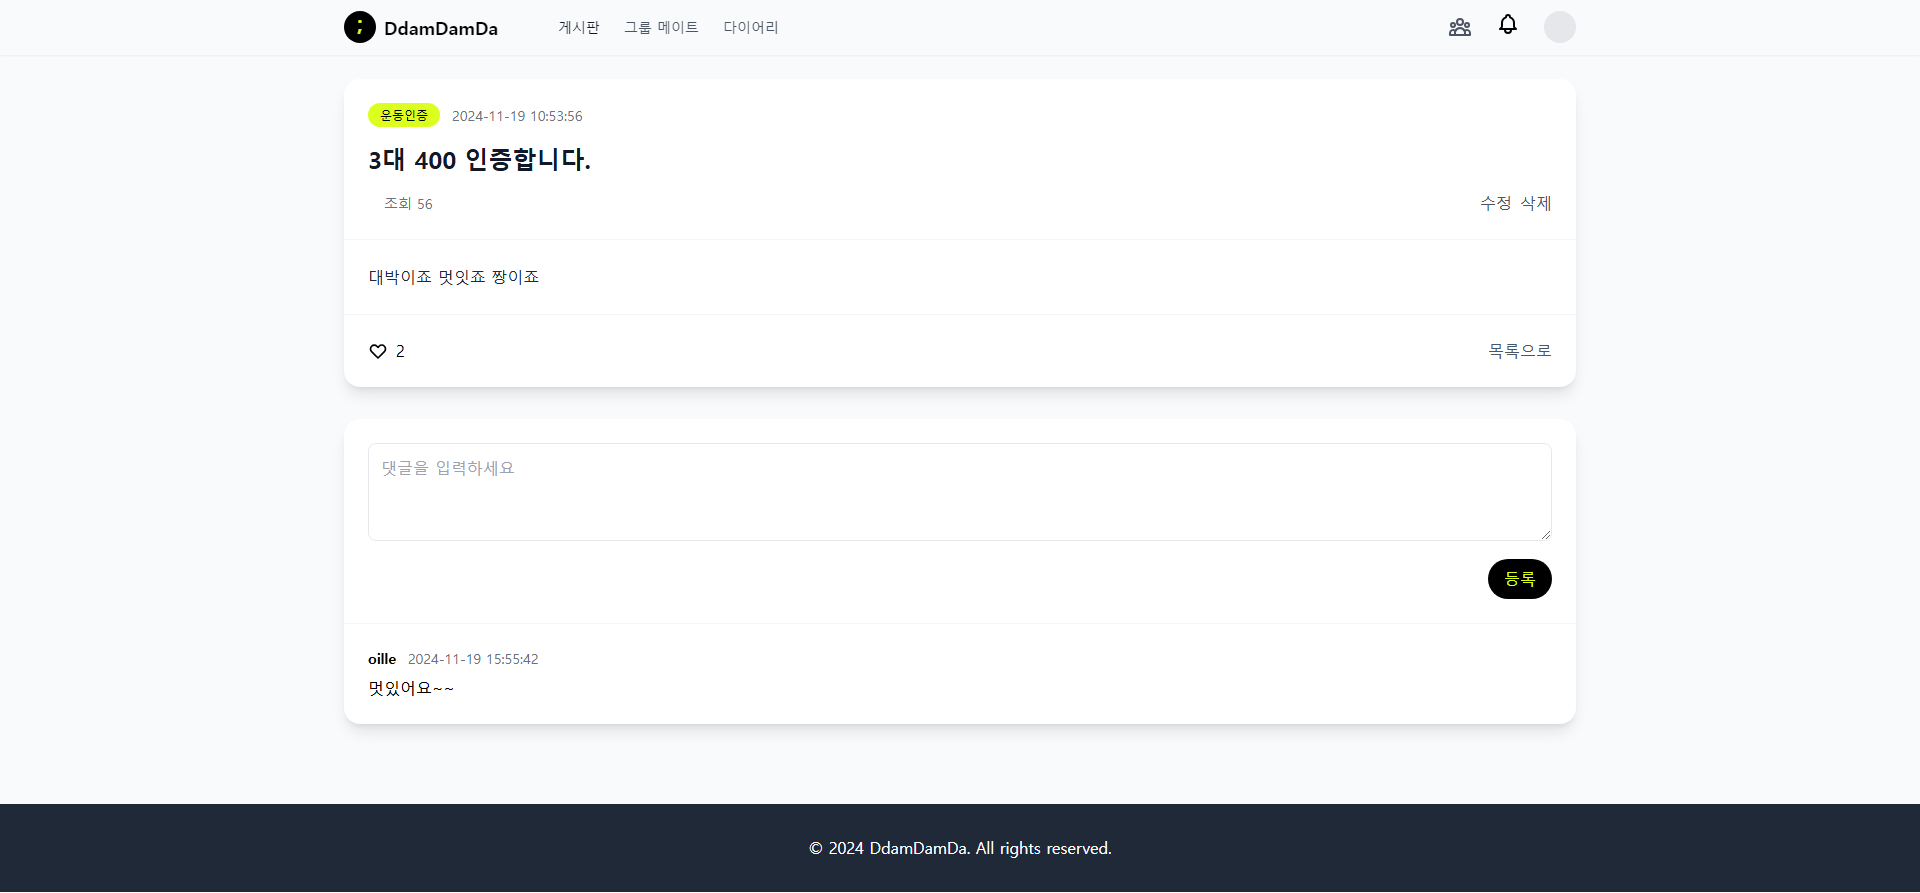 ; DdamDamDa 게시판 그룹 메이트 다이어리
운동인증 2024-11-19 10:53:56
3대 400 인증합니다.
조회 56 수정 삭제
대박이죠 멋잇죠 짱이죠
2 목록으로
댓글을 입력하세요
등록
oille 2024-11-19 15:55:42
멋있어요~~
© 2024 DdamDamDa. All rights reserved.